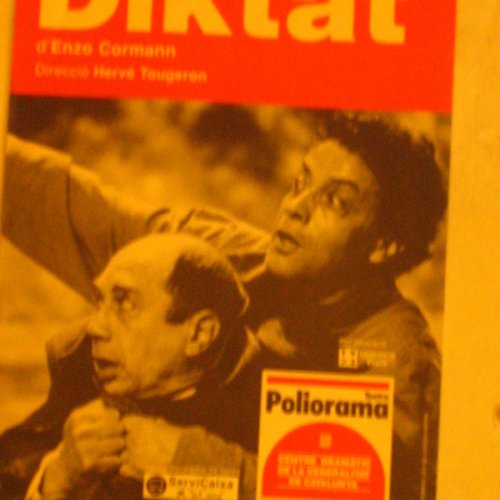 Diktat
d'Enzo Cormann
Direcció Hervé Tougeron
Teatre
Poliorama
CENTRE DRAMÀTIC
DE LA GENERALITAT
DE CATALUNYA
ServiCaixa